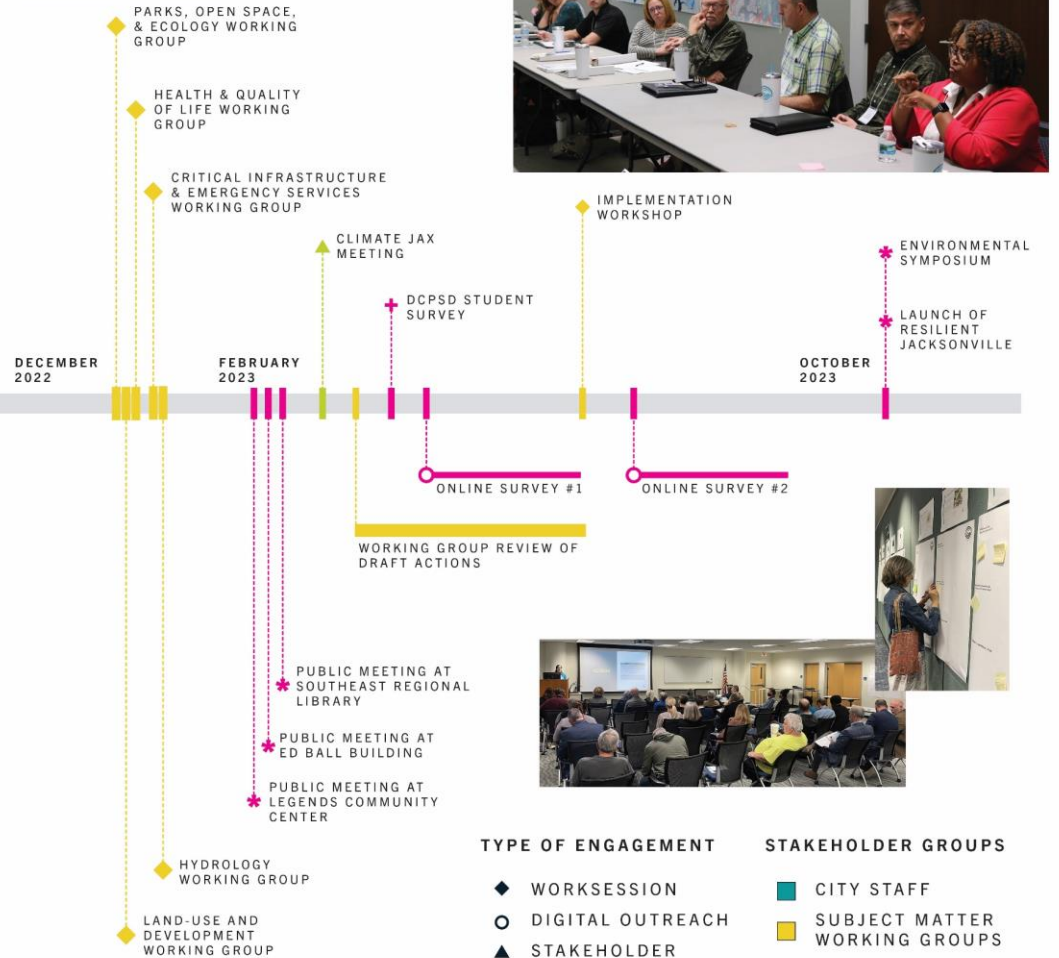 PARKS, OPEN SPACE,
& ECOLOGY WORKING
GROUP
HEALTH & QUALITY
OF LIFE WORKING
GROUP
CRITICAL INFRASTRUCTURE
& EMERGENCY SERVICES
WORKING GROUP
IMPLEMENTATION
WORKSHOP
CLIMATE JAX
MEETING
ENVIRONMENTAL
SYMPOSIUM
DCPSD STUDENT
SURVEY
LAUNCH OF
RESILIENT
JACKSONVILLE
DECEMBER
2022
FEBRUARY
2023
OCTOBER
2023
ONLINE SURVEY #1
ONLINE SURVEY #2
WORKING GROUP REVIEW OF
DRAFT ACTIONS
PUBLIC MEETING AT
SOUTHEAST REGIONAL
LIBRARY
PUBLIC MEETING AT
ED BALL BUILDING
PUBLIC MEETING AT
LEGENDS COMMUNITY
CENTER
HYDROLOGY
WORKING GROUP
LAND-USE AND
DEVELOPMENT
WORKING GROUP
TYPE OF ENGAGEMENT
WORKSESSION
DIGITAL OUTREACH
STAKEHOLDER
STAKEHOLDER GROUPS
CITY STAFF
SUBJECT MATTER
WORKING GROUPS